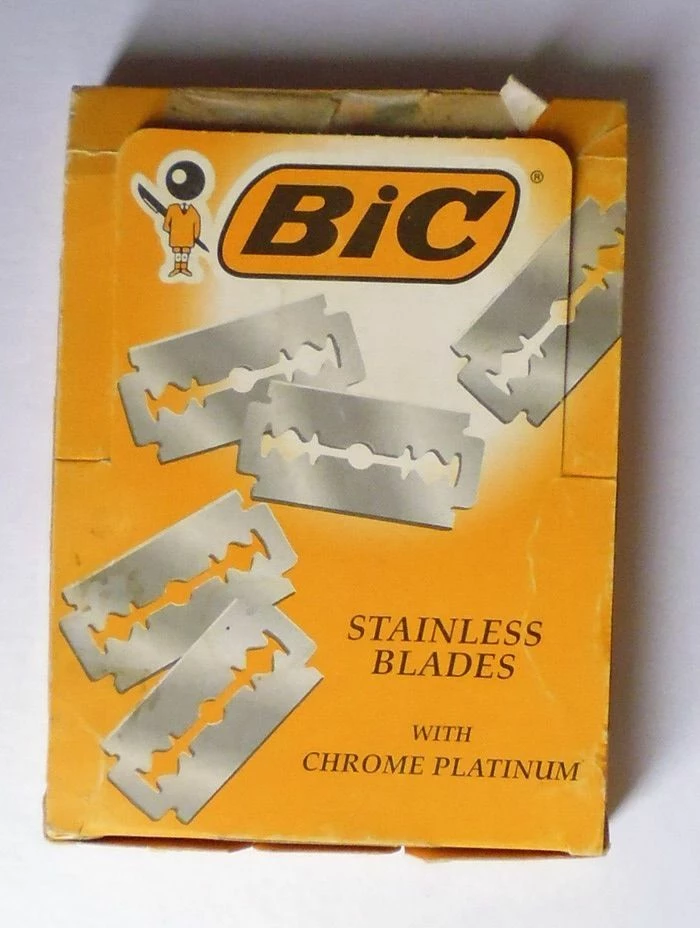 BiC ®
STAINLESS
BLADES
WITH
CHROME PLATINUM